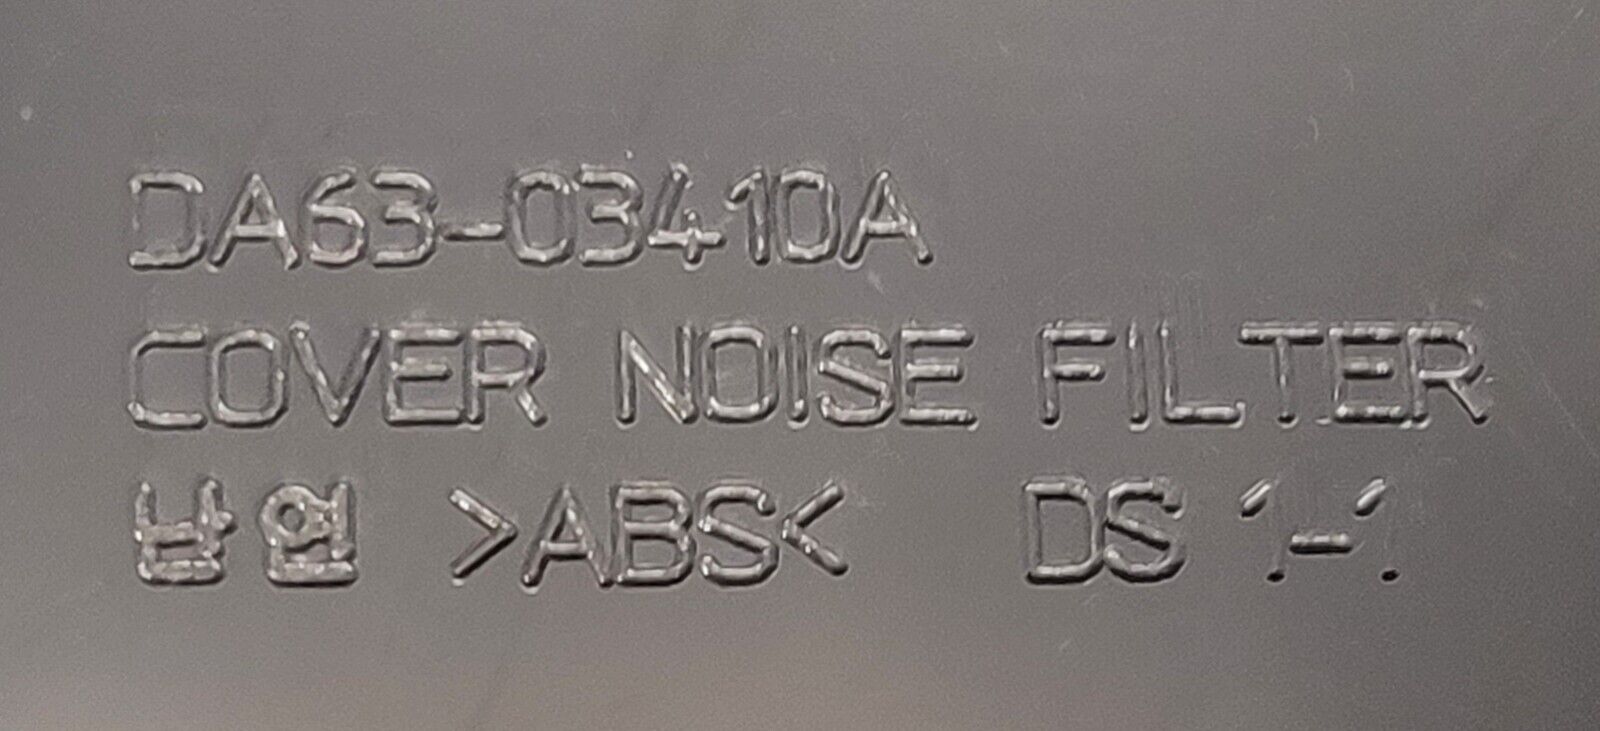 DA63-03410A
COVER NOISE FILTER
난연 >ABS< DS 1-1